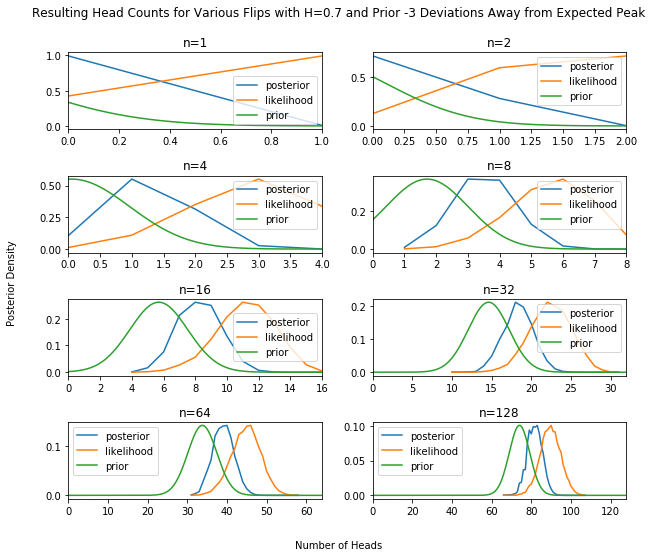 Resulting Head Counts for Various Flips with H=0.7 and Prior -3 Deviations Away from Expected Peak
n=1
1.0
0.5
0.0
posterior
likelihood
prior
0.0 0.2 0.4 0.6 0.8 1.0
n=2
0.5
0.0
posterior
likelihood
prior
0.00 0.25 0.50 0.75 1.00 1.25 1.50 1.75 2.00
n=4
0.50
0.25
0.00
posterior
likelihood
prior
0.0 0.5 1.0 1.5 2.0 2.5 3.0 3.5 4.0
n=8
0.2
0.0
posterior
likelihood
prior
0 1 2 3 4 5 6 7 8
Posterior Density
n=16
0.2
0.1
0.0
posterior
likelihood
prior
0 2 4 6 8 10 12 14 16
n=32
0.2
0.1
0.0
posterior
likelihood
prior
0 5 10 15 20 25 30
n=64
0.1
0.0
posterior
likelihood
prior
0 10 20 30 40 50 60
n=128
0.10
0.05
0.00
posterior
likelihood
prior
0 20 40 60 80 100 120
Number of Heads